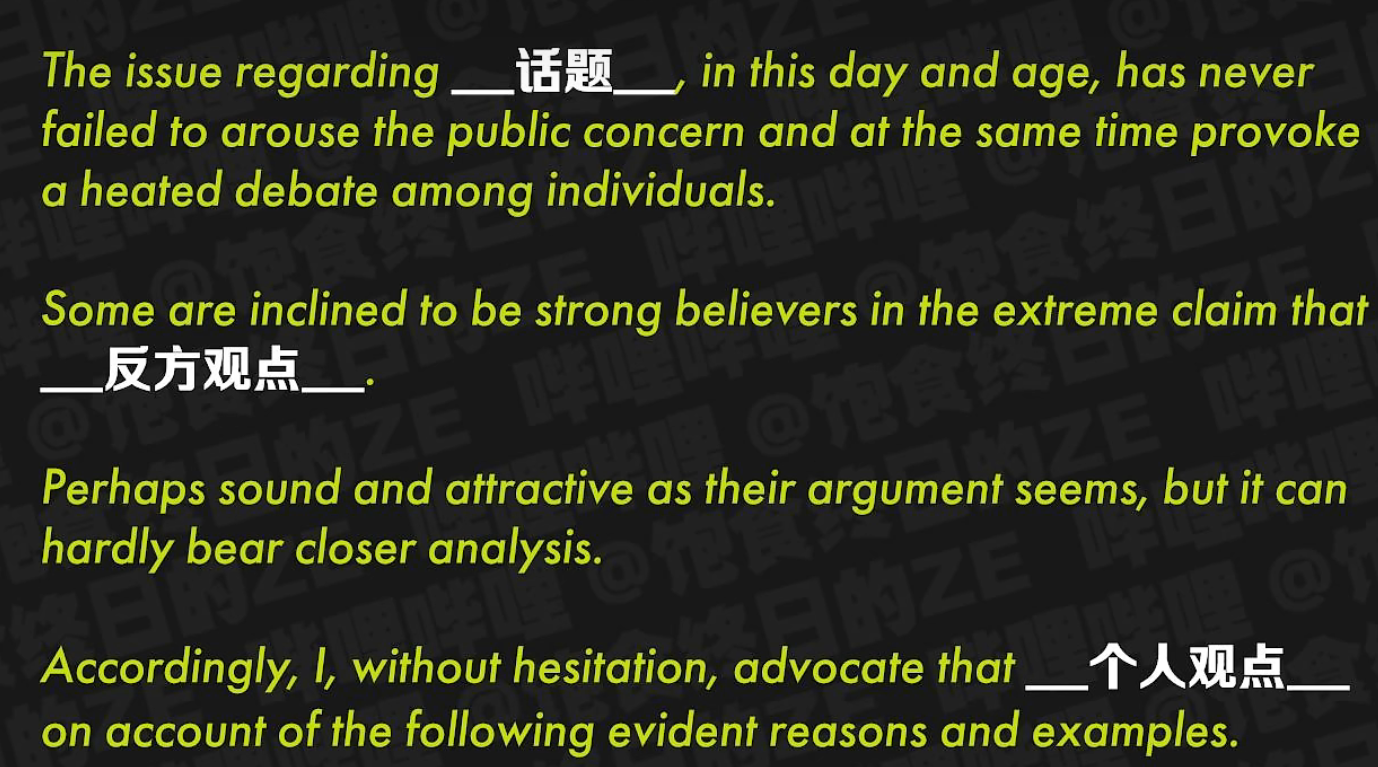 The issue regarding __话题__, in this day and age, has never
failed to arouse the public concern and at the same time provoke
a heated debate among individuals.
Some are inclined to be strong believers in the extreme claim that
__反方观点__.
Perhaps sound and attractive as their argument seems, but it can
hardly bear closer analysis.
Accordingly, I, without hesitation, advocate that __个人观点__
on account of the following evident reasons and examples.
哔哩哔哩 @饱食终日的ZE